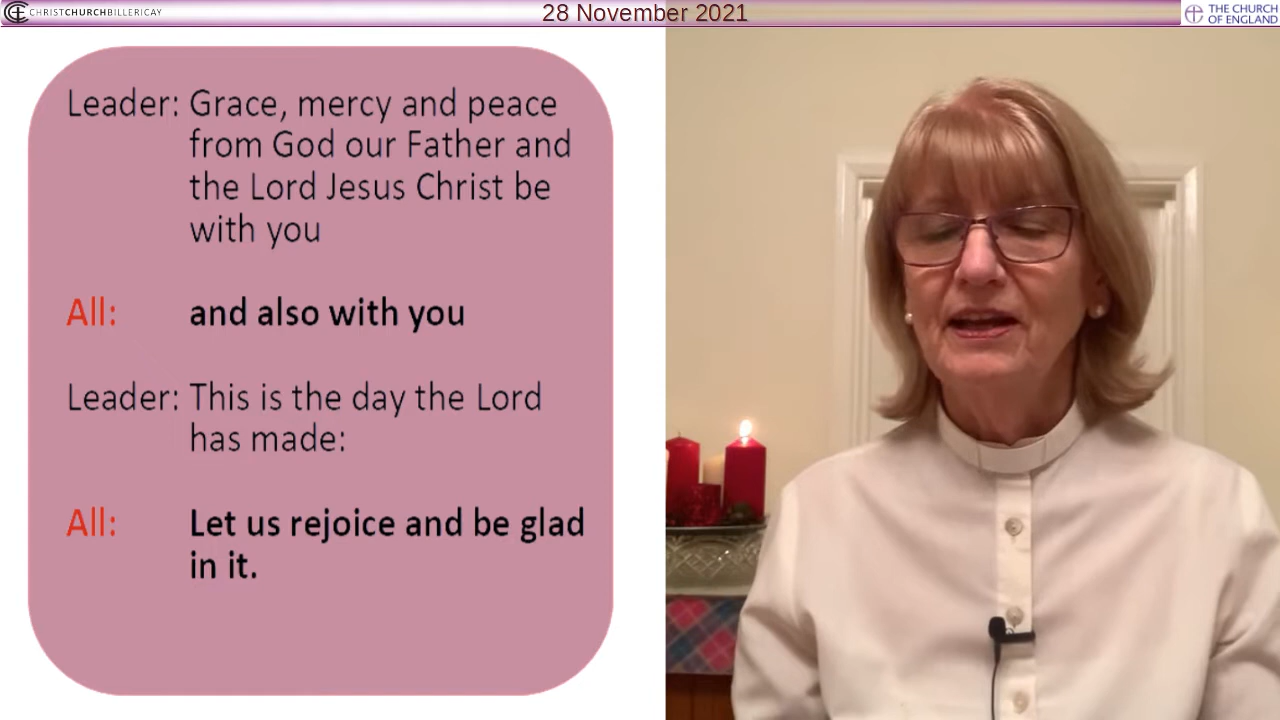 CHRISTCHURCHBILLERICAY
28 November 2021
THE CHURCH
OF ENGLAND
Leader: Grace, mercy and peace
from God our Father and
the Lord Jesus Christ be
with you
All: and also with you
Leader: This is the day the Lord
has made:
All: Let us rejoice and be glad
in it.